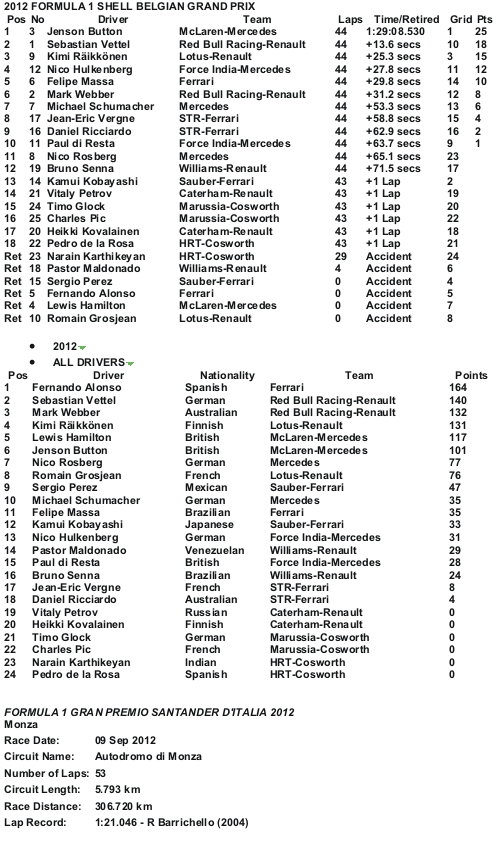 2012 FORMULA 1 SHELL BELGIAN GRAND PRIX
Pos No Driver Team Laps Time/Retired Grid Pts
1 3 Jenson Button McLaren-Mercedes 44 1:29:08.530 1 25
2 1 Sebastian Vettel Red Bull Racing-Renault 44 +13.6 secs 10 18
3 9 Kimi Räikkönen Lotus-Renault 44 +25.3 secs 3 15
4 12 Nico Hulkenberg Force India-Mercedes 44 +27.8 secs 11 12
5 6 Felipe Massa Ferrari 44 +29.8 secs 14 10
6 2 Mark Webber Red Bull Racing-Renault 44 +31.2 secs 12 8
7 7 Michael Schumacher Mercedes 44 +53.3 secs 13 6
8 17 Jean-Eric Vergne STR-Ferrari 44 +58.8 secs 15 4
9 16 Daniel Ricciardo STR-Ferrari 44 +62.9 secs 16 2
10 11 Paul di Resta Force India-Mercedes 44 +63.7 secs 9 1
11 8 Nico Rosberg Mercedes 44 +65.1 secs 23
12 19 Bruno Senna Williams-Renault 44 +71.5 secs 17
13 14 Kamui Kobayashi Sauber-Ferrari 43 +1 Lap 2
14 21 Vitaly Petrov Caterham-Renault 43 +1 Lap 19
15 24 Timo Glock Marussia-Cosworth 43 +1 Lap 20
16 25 Charles Pic Marussia-Cosworth 43 +1 Lap 22
17 20 Heikki Kovalainen Caterham-Renault 43 +1 Lap 18
18 22 Pedro de la Rosa HRT-Cosworth 43 +1 Lap 21
Ret 23 Narain Karthikeyan HRT-Cosworth 29 Accident 24
Ret 18 Pastor Maldonado Williams-Renault 4 Accident 6
Ret 15 Sergio Perez Sauber-Ferrari 0 Accident 4
Ret 5 Fernando Alonso Ferrari 0 Accident 5
Ret 4 Lewis Hamilton McLaren-Mercedes 0 Accident 7
Ret 10 Romain Grosjean Lotus-Renault 0 Accident 8
• 2012
• ALL DRIVERS
Pos Driver Nationality Team Points
1 Fernando Alonso Spanish Ferrari 164
2 Sebastian Vettel German Red Bull Racing-Renault 140
3 Mark Webber Australian Red Bull Racing-Renault 132
4 Kimi Räikkönen Finnish Lotus-Renault 131
5 Lewis Hamilton British McLaren-Mercedes 117
6 Jenson Button British McLaren-Mercedes 101
7 Nico Rosberg German Mercedes 77
8 Romain Grosjean French Lotus-Renault 76
9 Sergio Perez Mexican Sauber-Ferrari 47
10 Michael Schumacher German Mercedes 35
11 Felipe Massa Brazilian Ferrari 35
12 Kamui Kobayashi Japanese Sauber-Ferrari 33
13 Nico Hulkenberg German Force India-Mercedes 31
14 Pastor Maldonado Venezuelan Williams-Renault 29
15 Paul di Resta British Force India-Mercedes 28
16 Bruno Senna Brazilian Williams-Renault 24
17 Jean-Eric Vergne French STR-Ferrari 8
18 Daniel Ricciardo Australian STR-Ferrari 4
19 Vitaly Petrov Russian Caterham-Renault 0
20 Heikki Kovalainen Finnish Caterham-Renault 0
21 Timo Glock German Marussia-Cosworth 0
22 Charles Pic French Marussia-Cosworth 0
23 Narain Karthikeyan Indian HRT-Cosworth 0
24 Pedro de la Rosa Spanish HRT-Cosworth 0
FORMULA 1 GRAN PREMIO SANTANDER D'ITALIA 2012
Monza
Race Date: 09 Sep 2012
Circuit Name: Autodromo di Monza
Number of Laps: 53
Circuit Length: 5.793 km
Race Distance: 306.720 km
Lap Record: 1:21.046 - R Barrichello (2004)